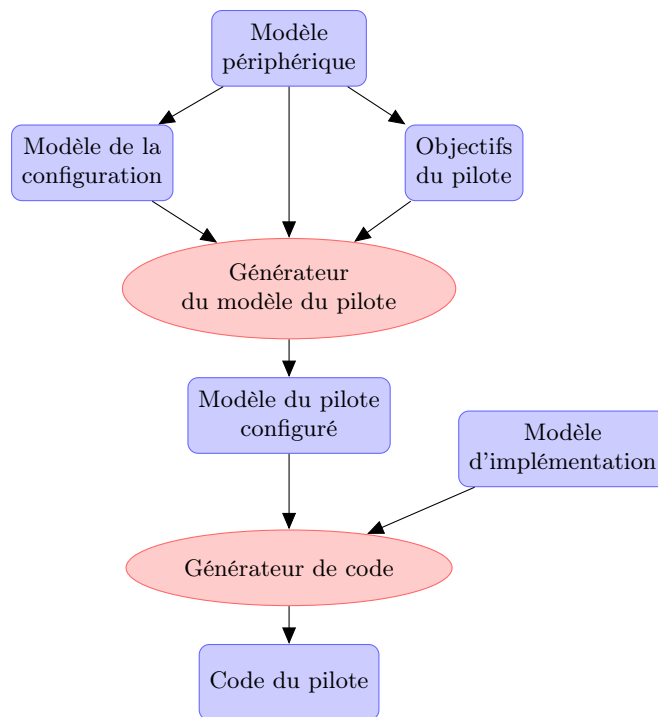 Modèle
périphérique
Modèle de la
configuration
Objectifs
du pilote
Générateur
du modèle du pilote
Modèle du pilote
configuré
Modèle
d'implémentation
Générateur de code
Code du pilote